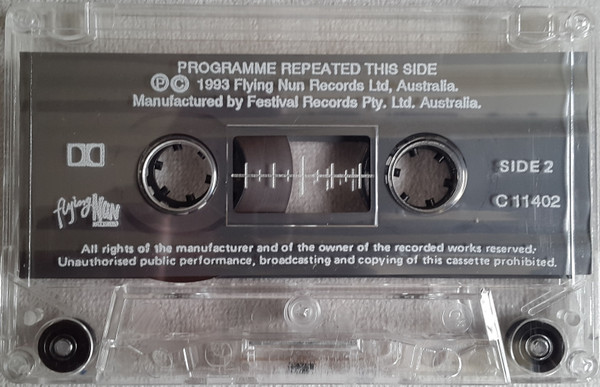 PROGRAMME REPEATED THIS SIDE
Ⓟ Ⓒ 1993 Flying Nun Records Ltd, Australia.
Manufactured by Festival Records Pty. Ltd. Australia.
SIDE 2
C 11402
flying NUN
All rights of the manufacturer and of the owner of the recorded works reserved.
Unauthorised public performance, broadcasting and copying of this cassette prohibited.